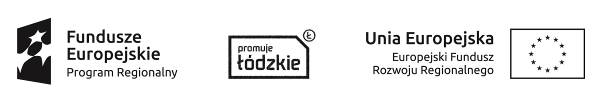 Fundusze
Europejskie
Program Regionalny
promuje
łódzkie
Ł
Unia Europejska
Europejski Fundusz
Rozwoju Regionalnego